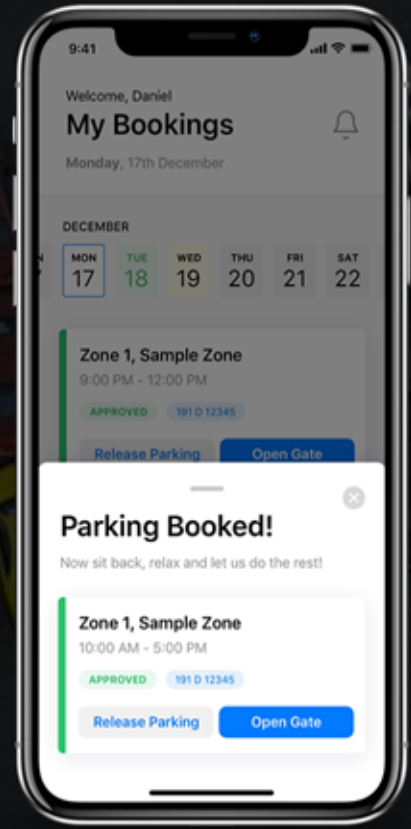 9:41
Welcome, Daniel
My Bookings
Monday, 17th December
DECEMBER
MON TUE WED THU FRI SAT
17 18 19 20 21 22
Zone 1, Sample Zone
9:00 PM - 12:00 PM
APPROVED 191 D 12345
Release Parking Open Gate
Parking Booked!
Now sit back, relax and let us do the rest!
Zone 1, Sample Zone
10:00 AM - 5:00 PM
APPROVED 191 D 12345
Release Parking Open Gate